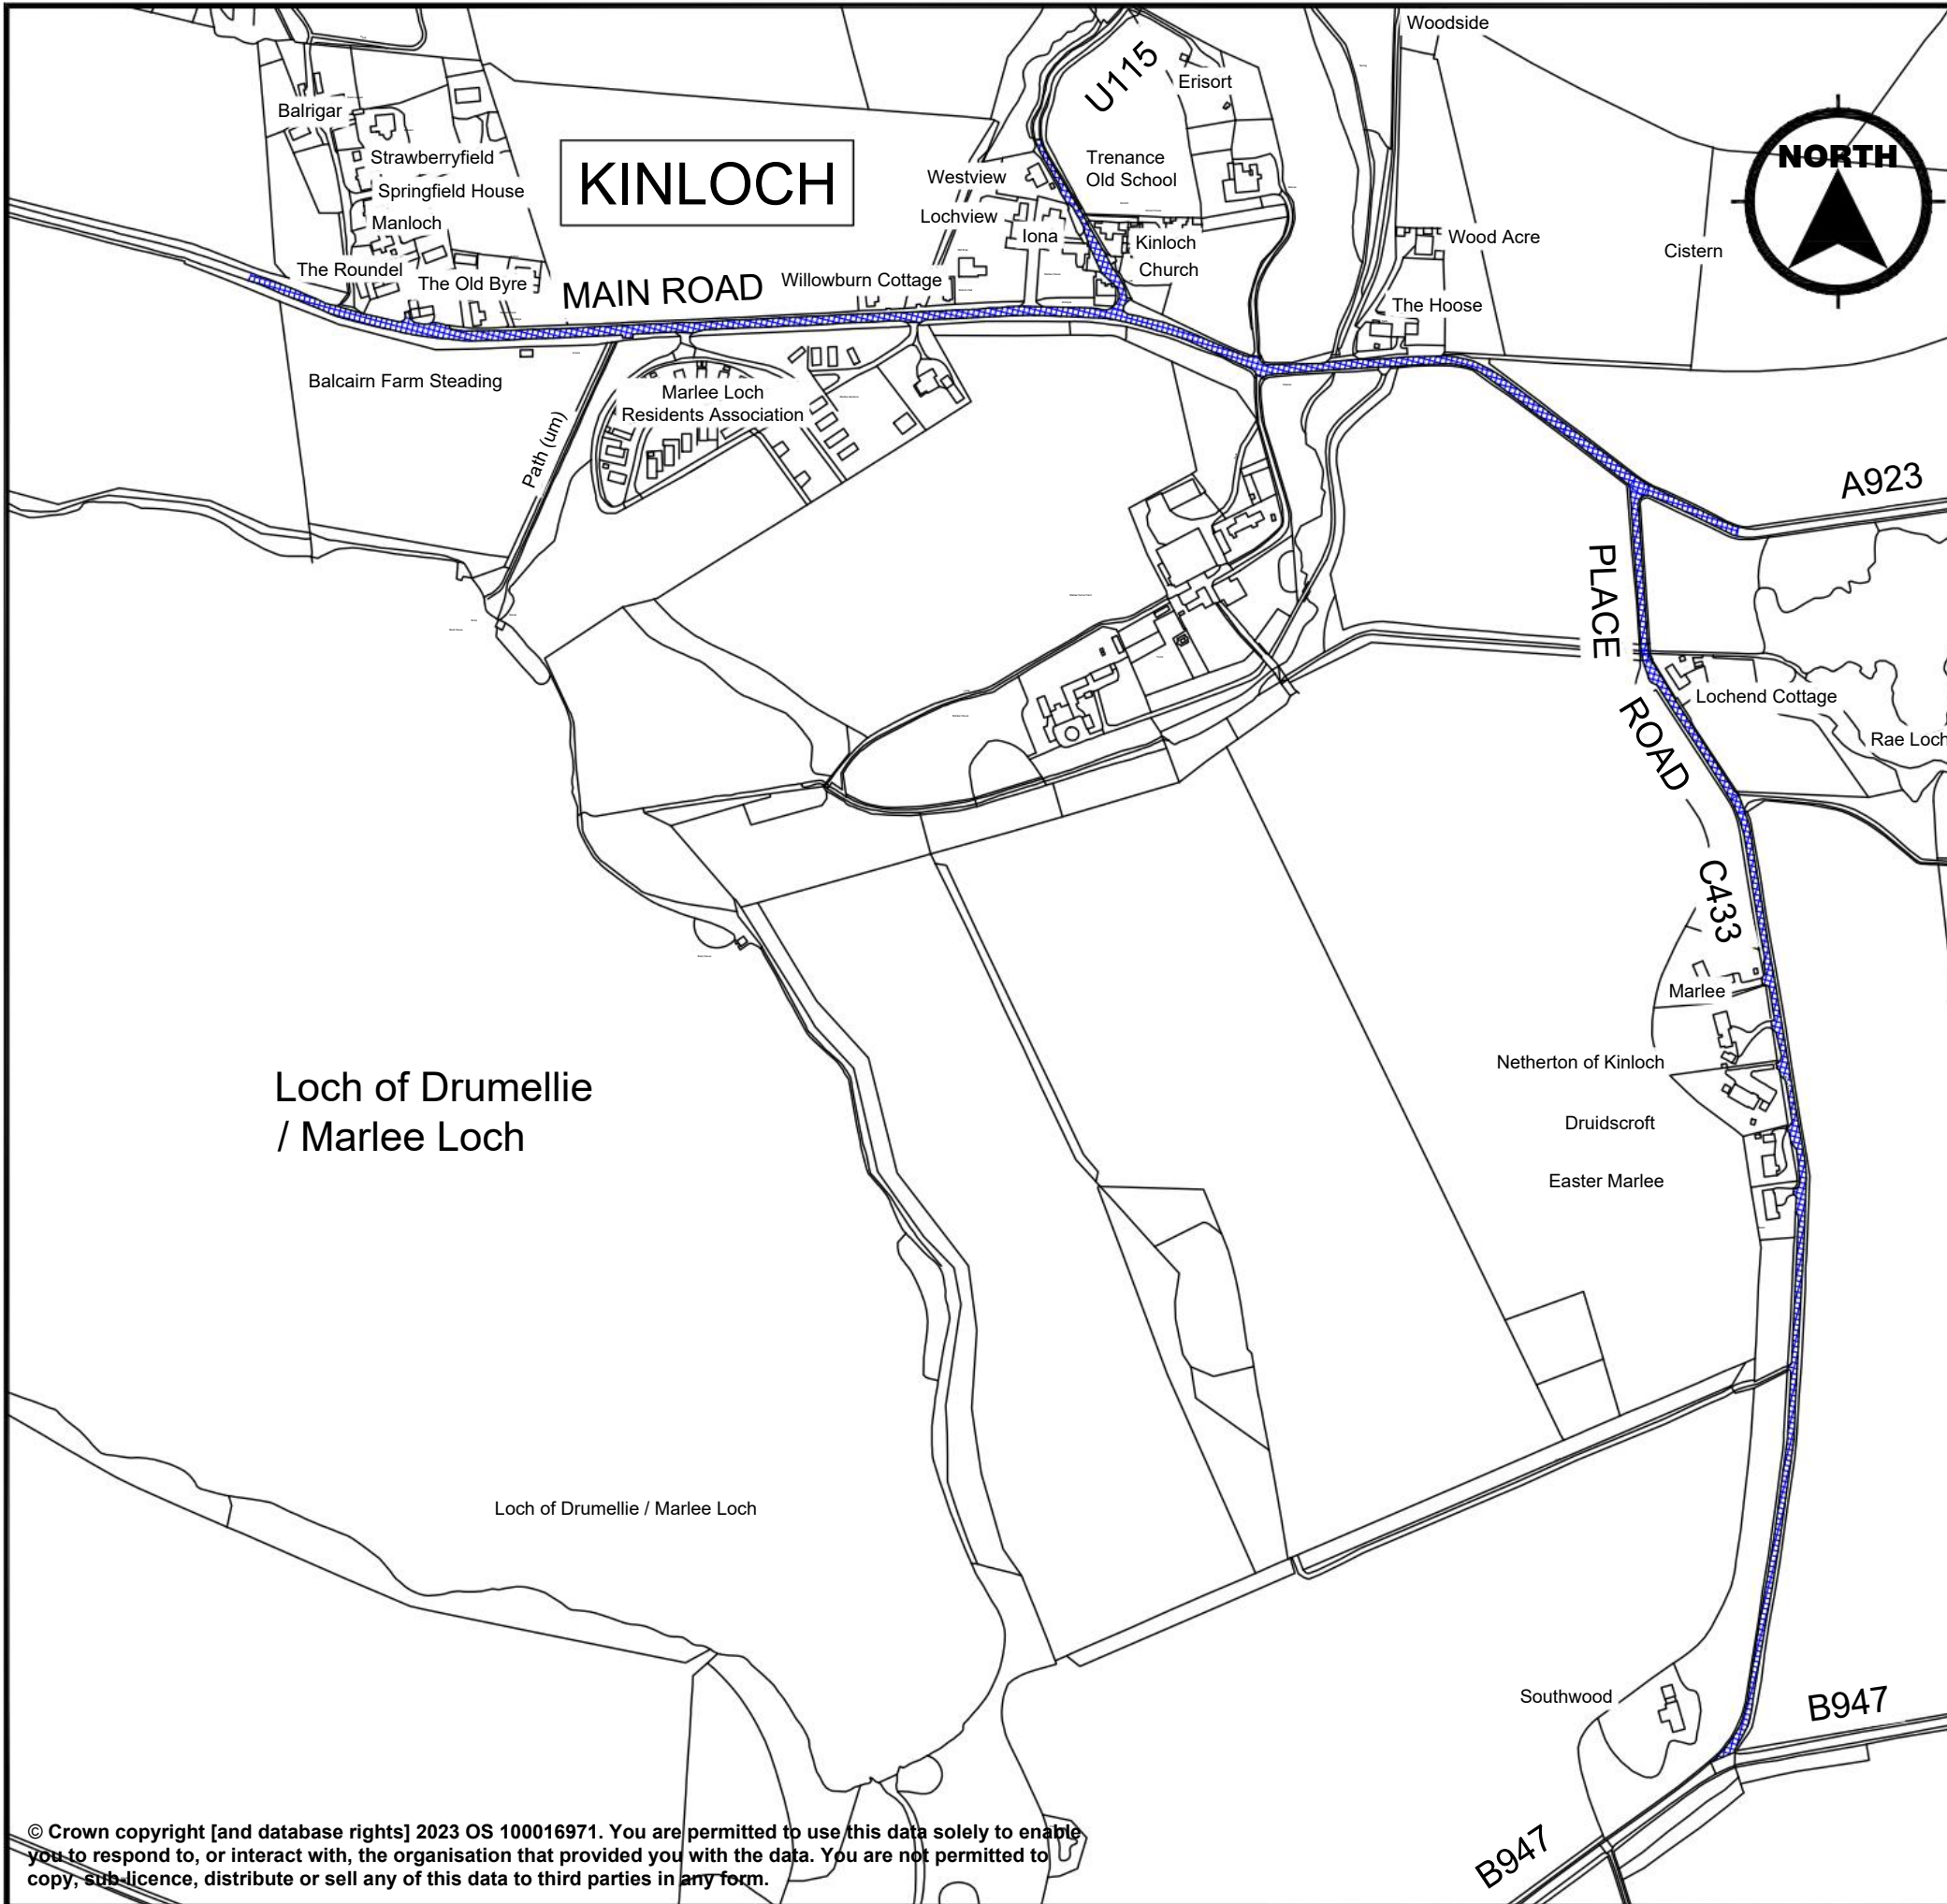 Woodside
U115
Erisort
Balrigar
NORTH
KINLOCH
Strawberryfield
Springfield House
Manloch
Westview
Lochview
Iona
Trenance
Old School
Kinloch
Church
Wood Acre
Cistern
The Roundel
The Old Byre
MAIN ROAD
Willowburn Cottage
The Hoose
Balcairn Farm Steading
Marlee Loch
Residents Association
Path (um)
A923
PLACE
ROAD
Lochend Cottage
Rae Loch
C433
Marlee
Netherton of Kinloch
Druidscroft
Easter Marlee
Loch of Drumellie
/ Marlee Loch
Loch of Drumellie / Marlee Loch
Southwood
B947
B947
© Crown copyright [and database rights] 2023 OS 100016971. You are permitted to use this data solely to enable
you to respond to, or interact with, the organisation that provided you with the data. You are not permitted to
copy, sub-licence, distribute or sell any of this data to third parties in any form.